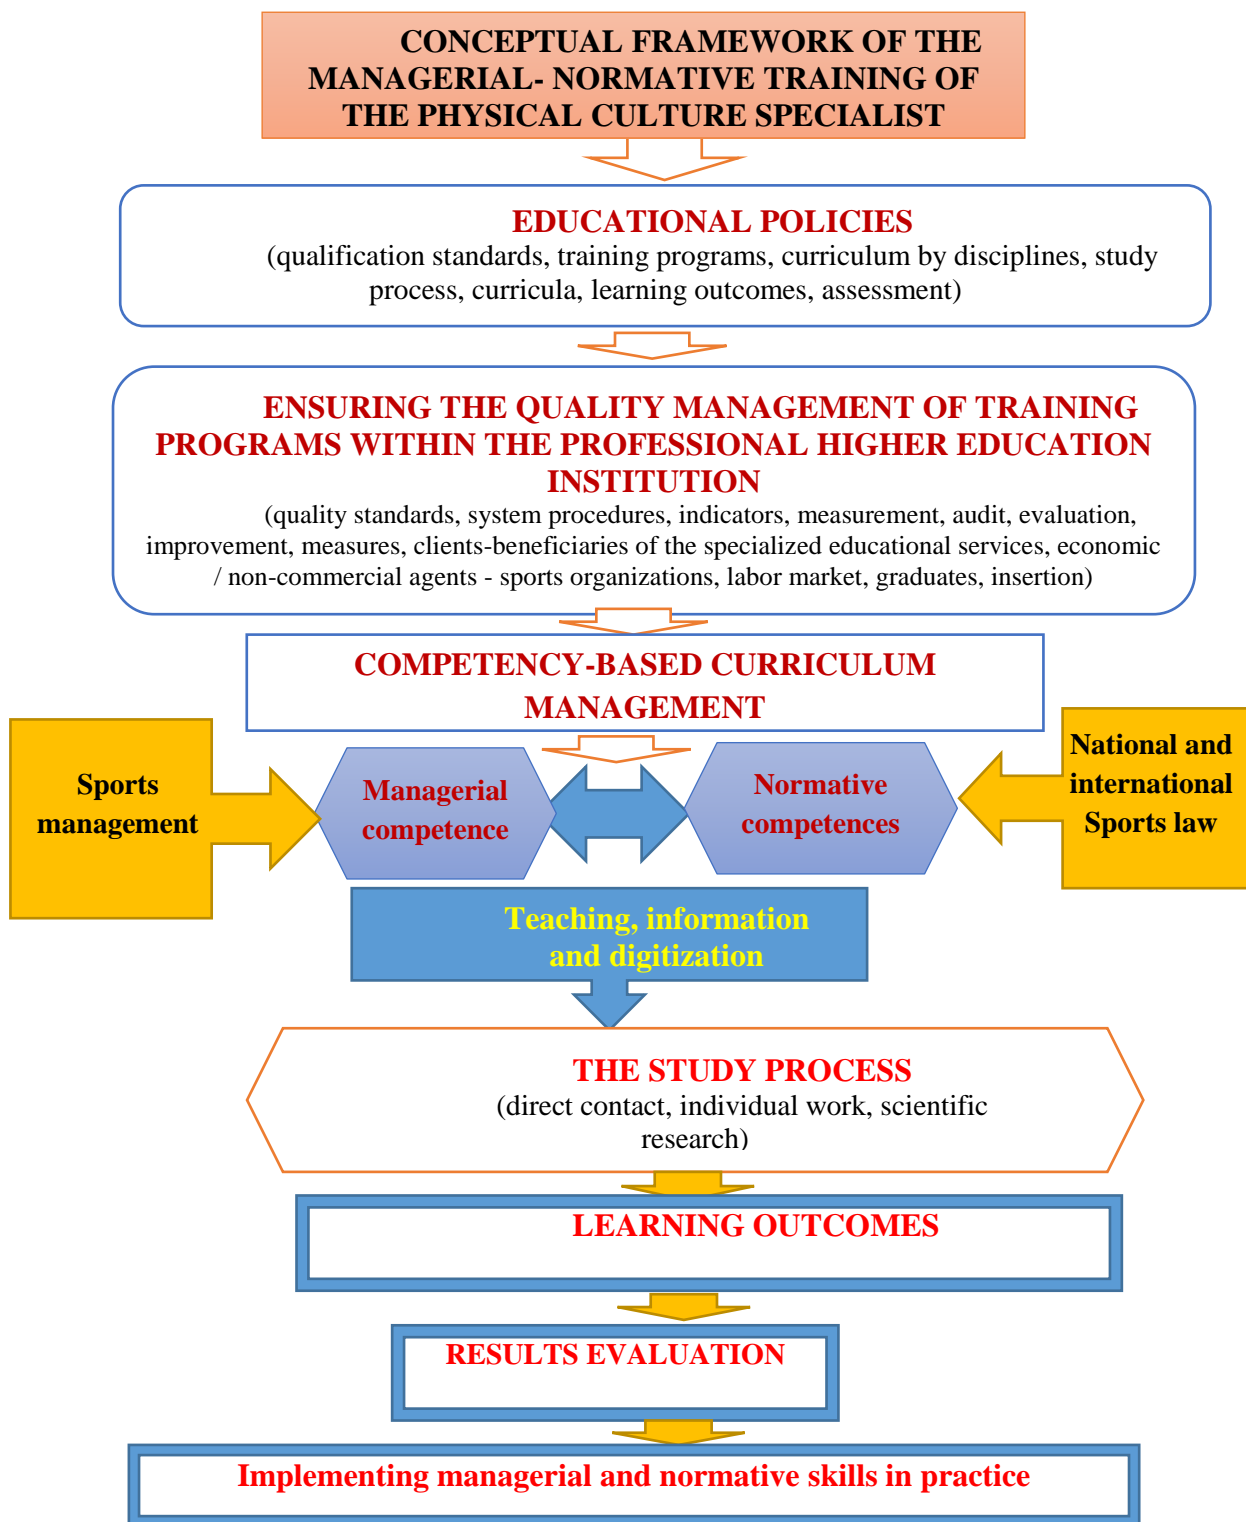 CONCEPTUAL FRAMEWORK OF THE
MANAGERIAL- NORMATIVE TRAINING OF
THE PHYSICAL CULTURE SPECIALIST
EDUCATIONAL POLICIES
(qualification standards, training programs, curriculum by disciplines, study
process, curricula, learning outcomes, assessment)
ENSURING THE QUALITY MANAGEMENT OF TRAINING
PROGRAMS WITHIN THE PROFESSIONAL HIGHER EDUCATION
INSTITUTION
(quality standards, system procedures, indicators, measurement, audit, evaluation,
improvement, measures, clients-beneficiaries of the specialized educational services, economic
/ non-commercial agents - sports organizations, labor market, graduates, insertion)
COMPETENCY-BASED CURRICULUM
MANAGEMENT
Sports
management
Managerial
competence
Normative
competences
National and
international
Sports law
Teaching, information
and digitization
THE STUDY PROCESS
(direct contact, individual work, scientific
research)
LEARNING OUTCOMES
RESULTS EVALUATION
Implementing managerial and normative skills in practice